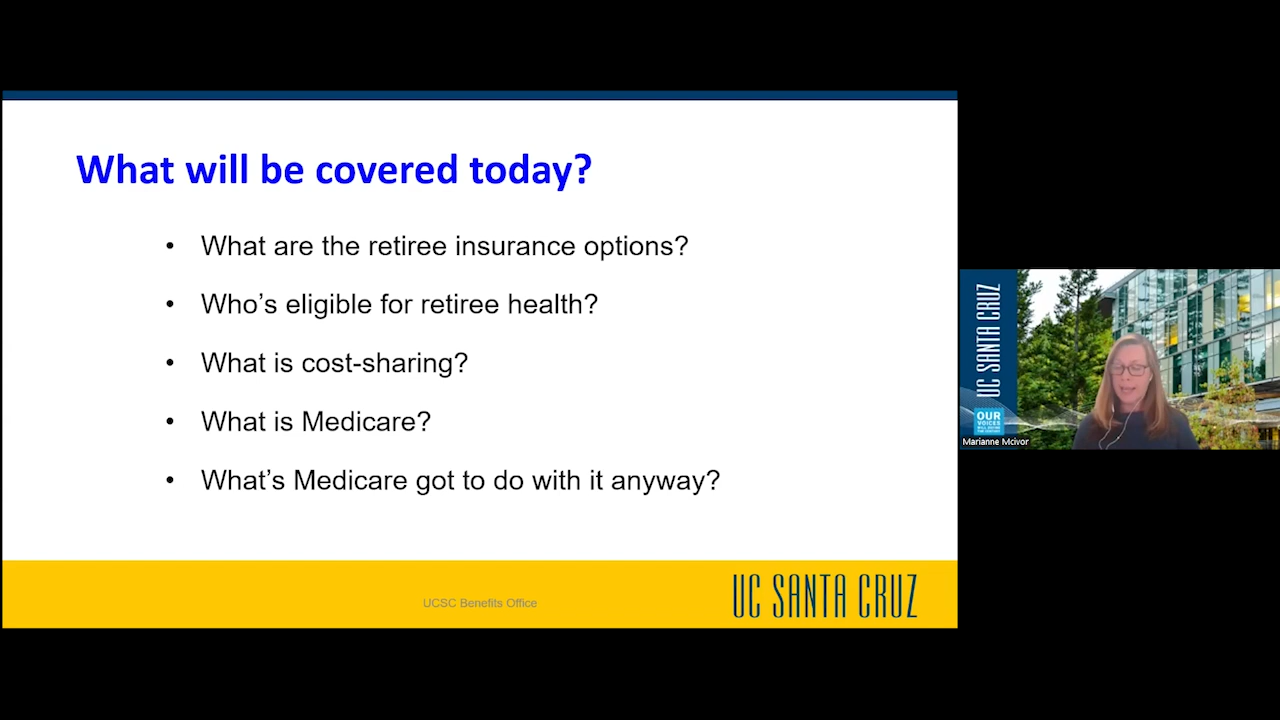 What will be covered today?
• What are the retiree insurance options?
• Who’s eligible for retiree health?
• What is cost-sharing?
• What is Medicare?
• What’s Medicare got to do with it anyway?
UCSC Benefits Office
UC SANTA CRUZ
UC SANTA CRUZ
OUR
VOICES
Marianne Mcivor